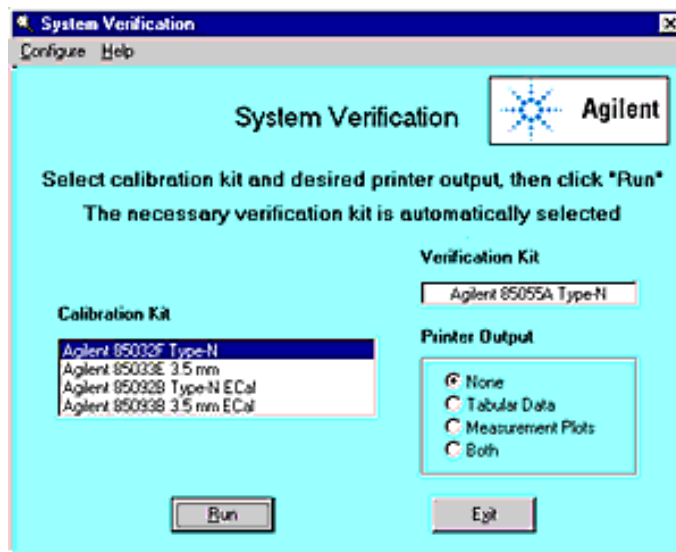 System Verification
Configure Help
System Verification
Agilent
Select calibration kit and desired printer output, then click "Run"
The necessary verification kit is automatically selected
Verification Kit
Agilent 85055A Type-N
Calibration Kit
Agilent 85032F Type-N
Agilent 85033E 3.5 mm
Agilent 85092B Type-N ECal
Agilent 85093B 3.5 mm ECal
Printer Output
None
Tabular Data
Measurement Plots
Both
Run
Exit